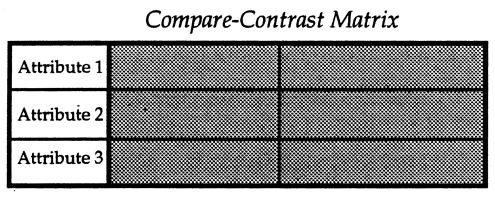 Compare-Contrast Matrix
Attribute 1
Attribute 2
Attribute 3